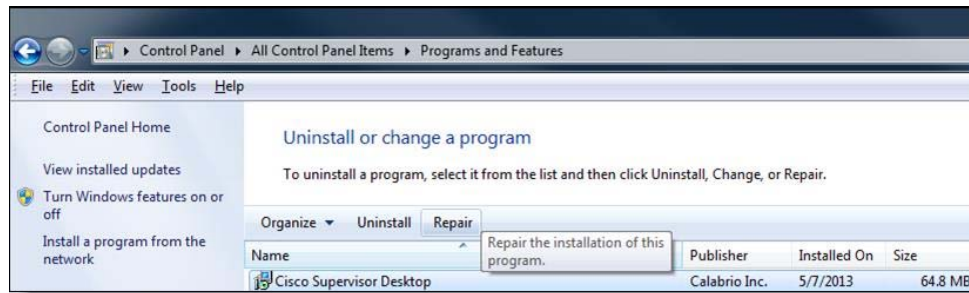 Control Panel ▸ All Control Panel Items ▸ Programs and Features
File Edit View Tools Help
Control Panel Home
View installed updates
Turn Windows features on or
off
Install a program from the
network
Uninstall or change a program
To uninstall a program, select it from the list and then click Uninstall, Change, or Repair.
Organize Uninstall Repair
Repair the installation of this
program.
Name Publisher Installed On Size
Cisco Supervisor Desktop Calabrio Inc. 5/7/2013 64.8 MB